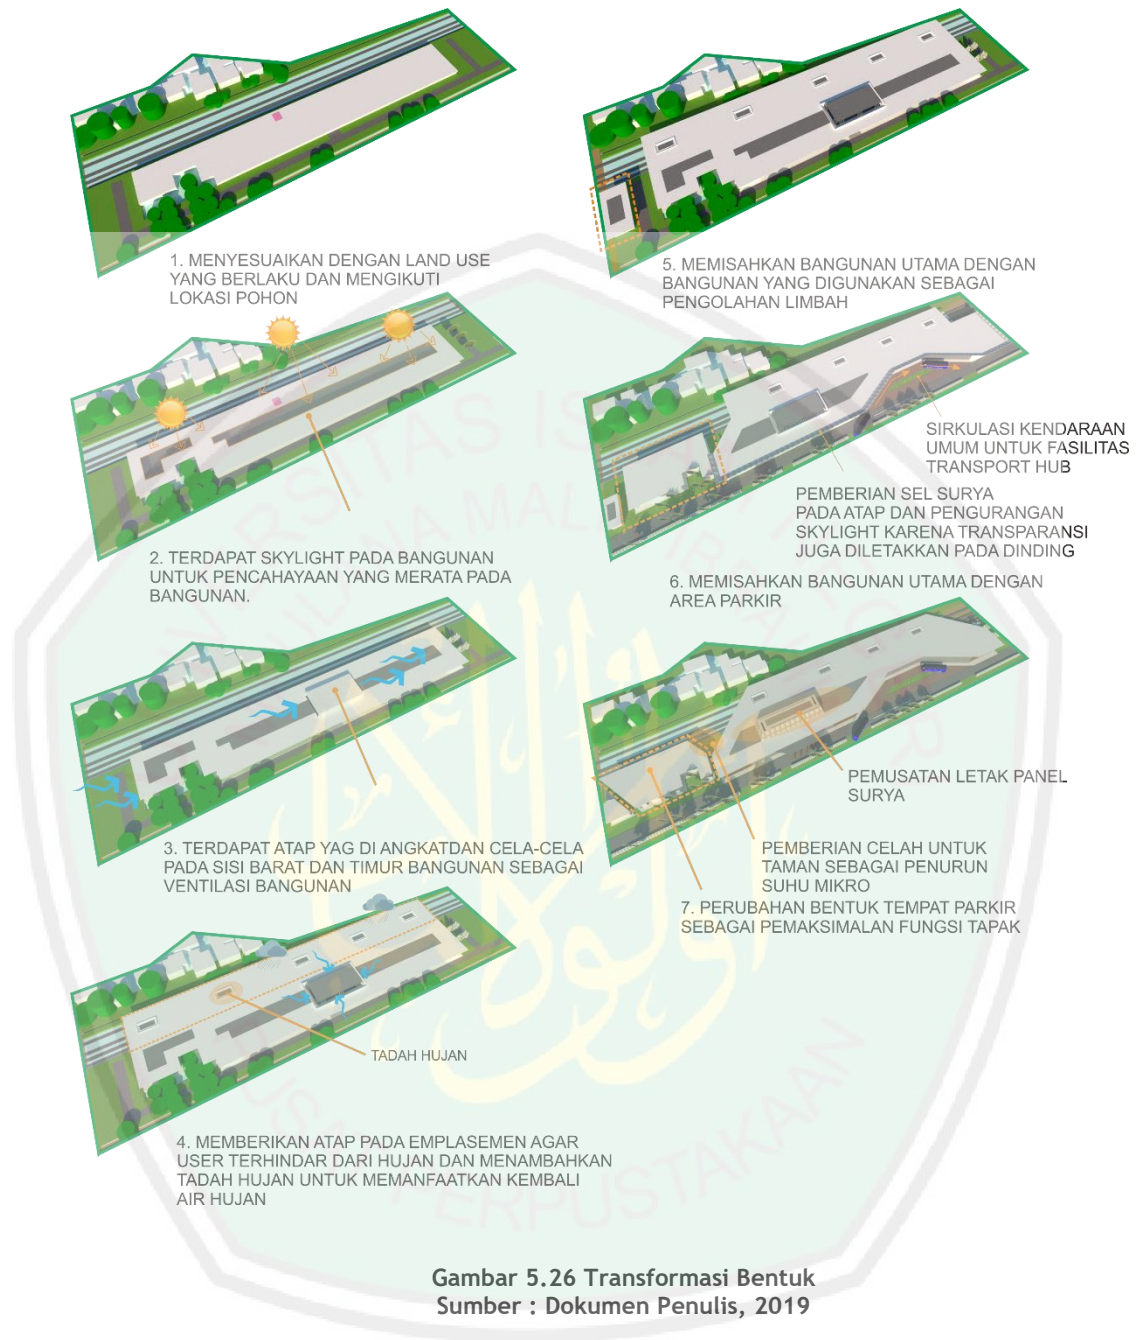 1. MENYESUAIKAN DENGAN LAND USE
YANG BERLAKU DAN MENGIKUTI
LOKASI POHON
2. TERDAPAT SKYLIGHT PADA BANGUNAN
UNTUK PENCAHAYAAN YANG MERATA PADA
BANGUNAN.
3. TERDAPAT ATAP YAG DI ANGKATDAN CELA-CELA
PADA SISI BARAT DAN TIMUR BANGUNAN SEBAGAI
VENTILASI BANGUNAN
TADAH HUJAN
4. MEMBERIKAN ATAP PADA EMPLASEMEN AGAR
USER TERHINDAR DARI HUJAN DAN MENAMBAHKAN
TADAH HUJAN UNTUK MEMANFAATKAN KEMBALI
AIR HUJAN
5. MEMISAHKAN BANGUNAN UTAMA DENGAN
BANGUNAN YANG DIGUNAKAN SEBAGAI
PENGOLAHAN LIMBAH
SIRKULASI KENDARAAN
UMUM UNTUK FASILITAS
TRANSPORT HUB
PEMBERIAN SEL SURYA
PADA ATAP DAN PENGURANGAN
SKYLIGHT KARENA TRANSPARANSI
JUGA DILETAKKAN PADA DINDING
6. MEMISAHKAN BANGUNAN UTAMA DENGAN
AREA PARKIR
PEMUSATAN LETAK PANEL
SURYA
PEMBERIAN CELAH UNTUK
TAMAN SEBAGAI PENURUN
SUHU MIKRO
7. PERUBAHAN BENTUK TEMPAT PARKIR
SEBAGAI PEMAKSIMALAN FUNGSI TAPAK
Gambar 5.26 Transformasi Bentuk
Sumber : Dokumen Penulis, 2019